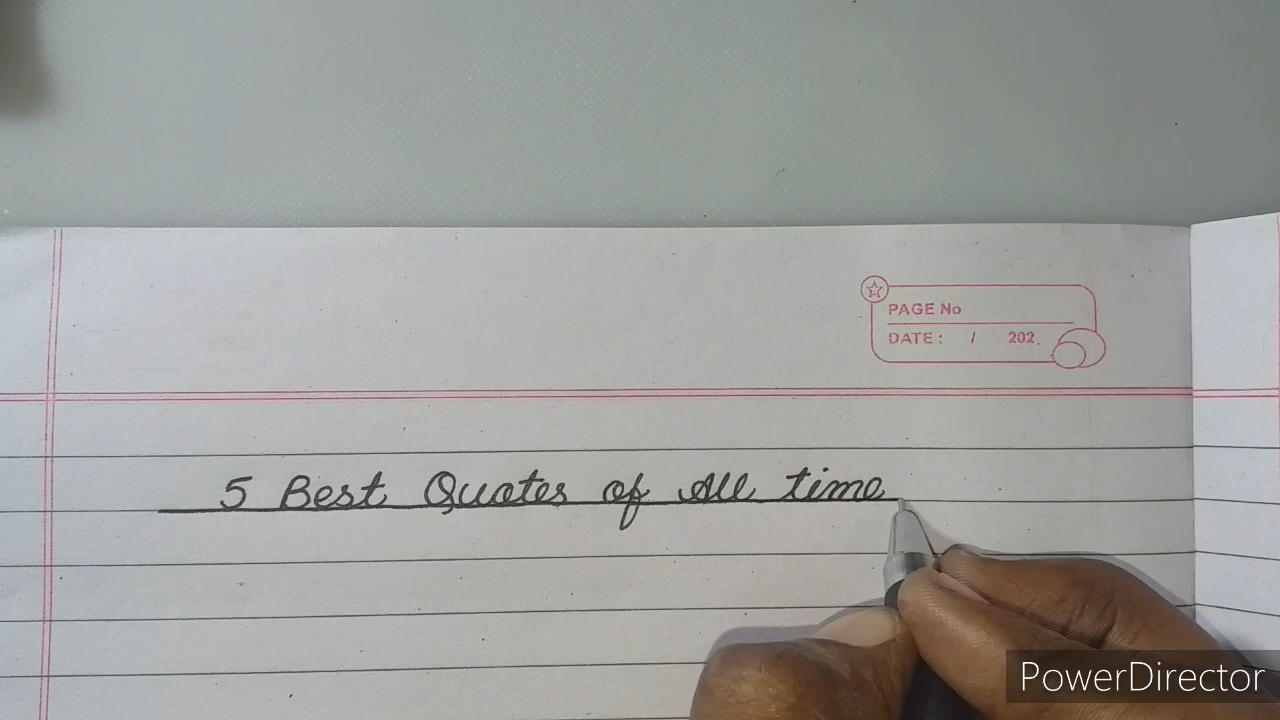 PAGE No
DATE : / 202.
5 Best Quotes of All time
PowerDirector